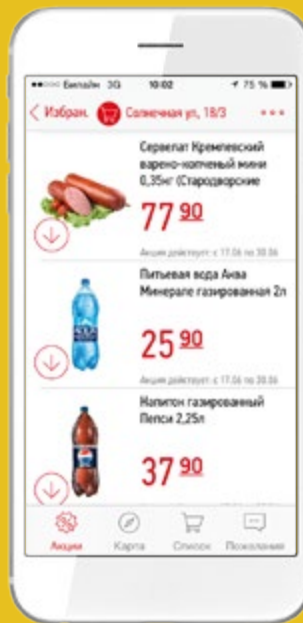 Билайн 3G 10:02 75 %
Избран. Солнечная ул, 18/3
Сервелат Кремлевский
варено-копченый мини
0,35кг (Стародворские
77 90
Акция действует: с 17.06 по 30.06
Питьевая вода Аква
Минерале газированная 2л
25 90
Акция действует: с 17.06 по 30.06
Напиток газированный
Пепси 2,25л
37 90
Акции Карта Список Пожелания